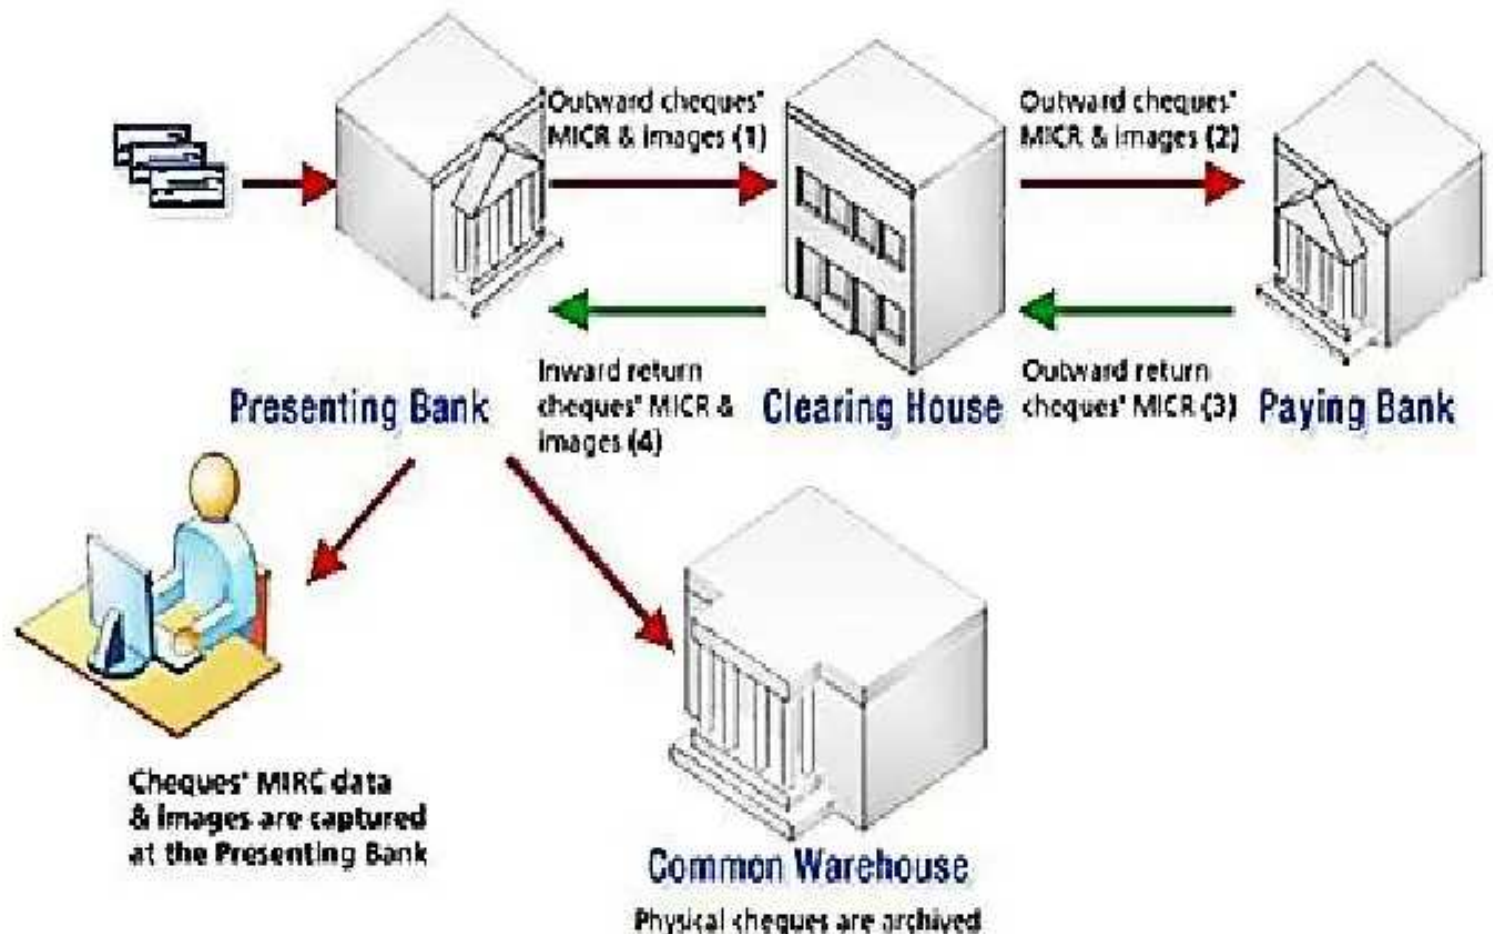 Outward cheques'
MICR & images (1)
Outward cheques'
MICR & images (2)
Inward return
cheques' MICR &
images (4)
Outward return
cheques' MICR (3)
Presenting Bank
Clearing House
Paying Bank
Cheques' MIRC data
& images are captured
at the Presenting Bank
Common Warehouse
Physical cheques are archived